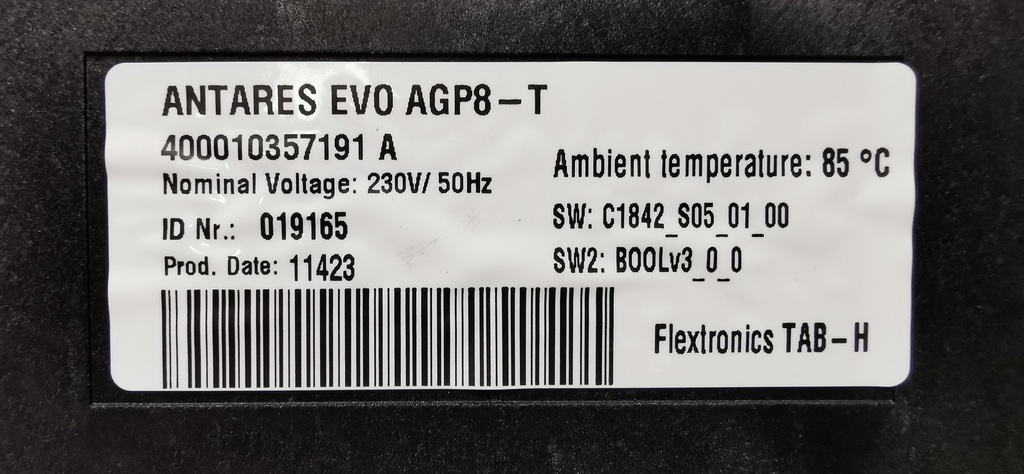 ANTARES EVO AGP8-T
400010357191 A
Nominal Voltage: 230V/ 50Hz
ID Nr.: 019165
Prod. Date: 11423
Ambient temperature: 85 °C
SW: C1842_S05_01_00
SW2: BOOLv3_0_0
Flextronics TAB-H